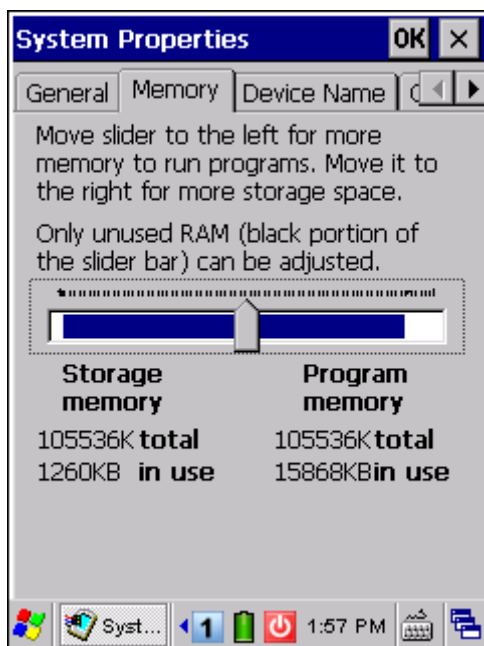 System Properties OK ×
General Memory Device Name
Move slider to the left for more
memory to run programs. Move it to
the right for more storage space.
Only unused RAM (black portion of
the slider bar) can be adjusted.
Storage memory
Program memory
105536K total
105536K total
1260KB in use
15868KB in use
Syst... 1 1:57 PM